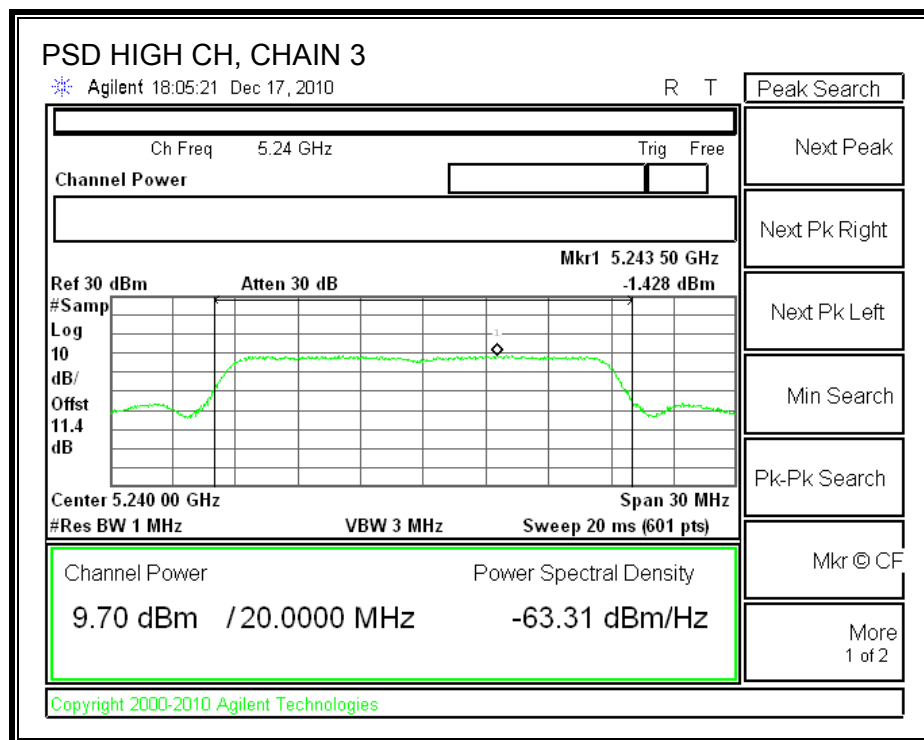 PSD HIGH CH, CHAIN 3
Agilent 18:05:21 Dec 17, 2010 R T
Peak Search
Ch Freq 5.24 GHz Trig Free
Channel Power
Next Peak
Next Pk Right
Mkr1 5.243 50 GHz
Ref 30 dBm Atten 30 dB -1.428 dBm
#Samp
Log
10
dB/
Offst
11.4
dB
1
Next Pk Left
Min Search
Pk-Pk Search
Center 5.240 00 GHz Span 30 MHz
#Res BW 1 MHz VBW 3 MHz Sweep 20 ms (601 pts)
Channel Power Power Spectral Density
9.70 dBm / 20.0000 MHz -63.31 dBm/Hz
Mkr © CF
More
1 of 2
Copyright 2000-2010 Agilent Technologies